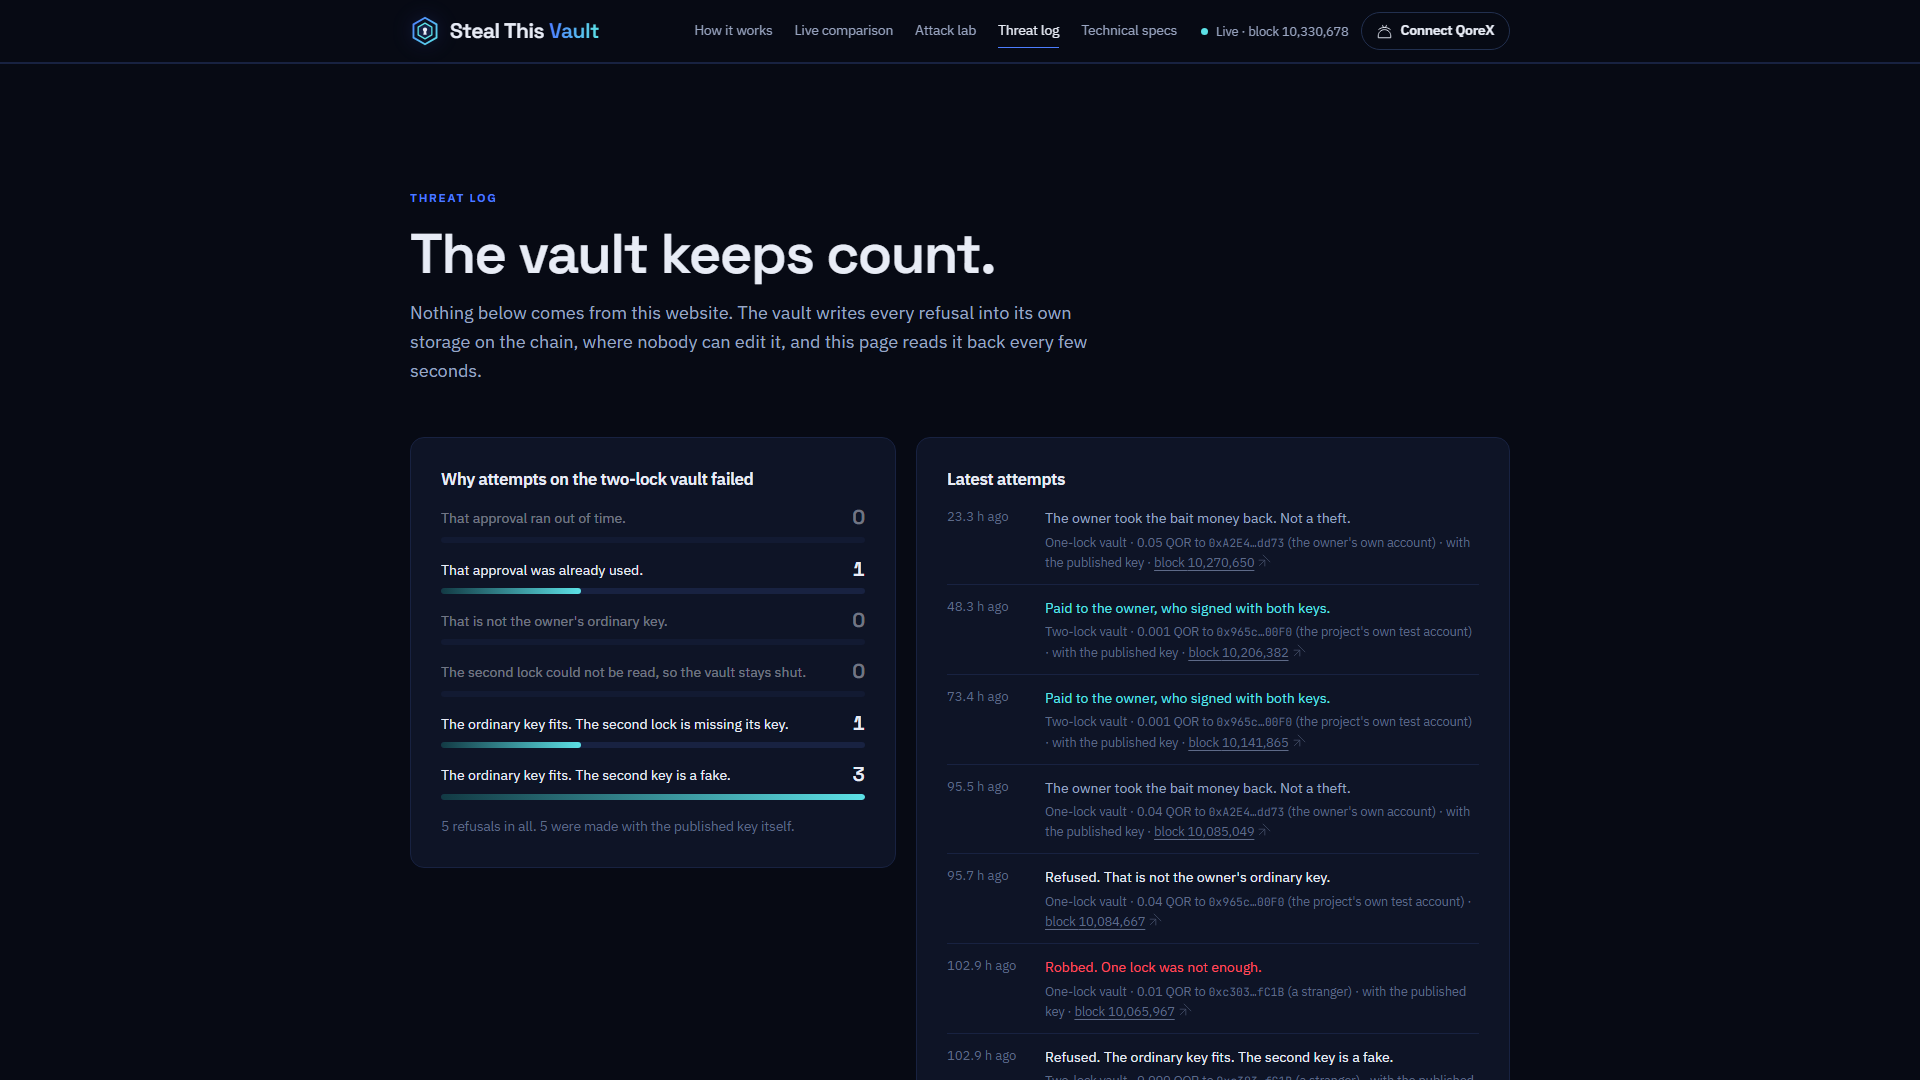 Steal This Vault
How it works
Live comparison
Attack lab
Threat log
Technical specs
Live · block 10,330,678
Connect QoreX
THREAT LOG
The vault keeps count.
Nothing below comes from this website. The vault writes every refusal into its own
storage on the chain, where nobody can edit it, and this page reads it back every few
seconds.
Why attempts on the two-lock vault failed
That approval ran out of time. 0
That approval was already used. 1
That is not the owner's ordinary key. 0
The second lock could not be read, so the vault stays shut. 0
The ordinary key fits. The second lock is missing its key. 1
The ordinary key fits. The second key is a fake. 3
5 refusals in all. 5 were made with the published key itself.
Latest attempts
23.3 h ago
The owner took the bait money back. Not a theft.
One-lock vault · 0.05 QOR to 0xA2E4…dd73 (the owner's own account) · with
the published key · block 10,270,650
48.3 h ago
Paid to the owner, who signed with both keys.
Two-lock vault · 0.001 QOR to 0x965c…00F0 (the project's own test account)
· with the published key · block 10,206,382
73.4 h ago
Paid to the owner, who signed with both keys.
Two-lock vault · 0.001 QOR to 0x965c…00F0 (the project's own test account)
· with the published key · block 10,141,865
95.5 h ago
The owner took the bait money back. Not a theft.
One-lock vault · 0.04 QOR to 0xA2E4…dd73 (the owner's own account) · with
the published key · block 10,085,049
95.7 h ago
Refused. That is not the owner's ordinary key.
One-lock vault · 0.04 QOR to 0x965c…00F0 (the project's own test account) ·
block 10,084,667
102.9 h ago
Robbed. One lock was not enough.
One-lock vault · 0.01 QOR to 0xc303…fC1B (a stranger) · with the published
key · block 10,065,967
102.9 h ago
Refused. The ordinary key fits. The second key is a fake.